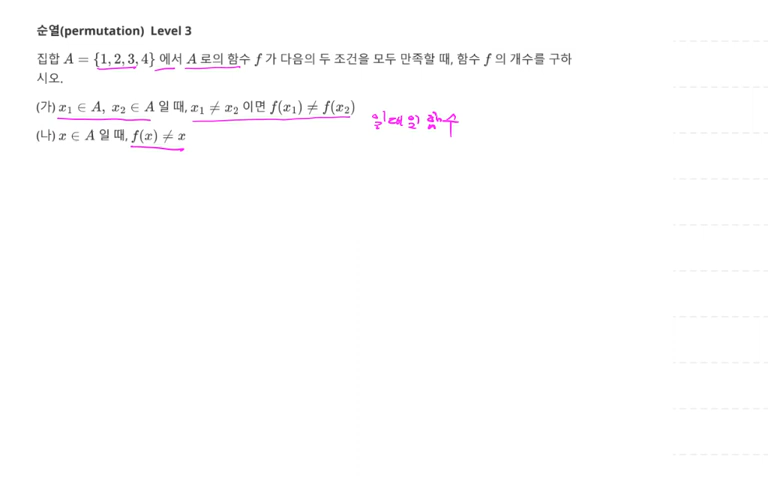 순열(permutation) Level 3
집합 A = {1, 2, 3, 4} 에서 A 로의 함수 f 가 다음의 두 조건을 모두 만족할 때, 함수 f 의 개수를 구하
시오.
(가) x₁ ∈ A, x₂ ∈ A 일 때, x₁ ≠ x₂ 이면 f(x₁) ≠ f(x₂)
일대일 함수
(나) x ∈ A 일 때, f(x) ≠ x